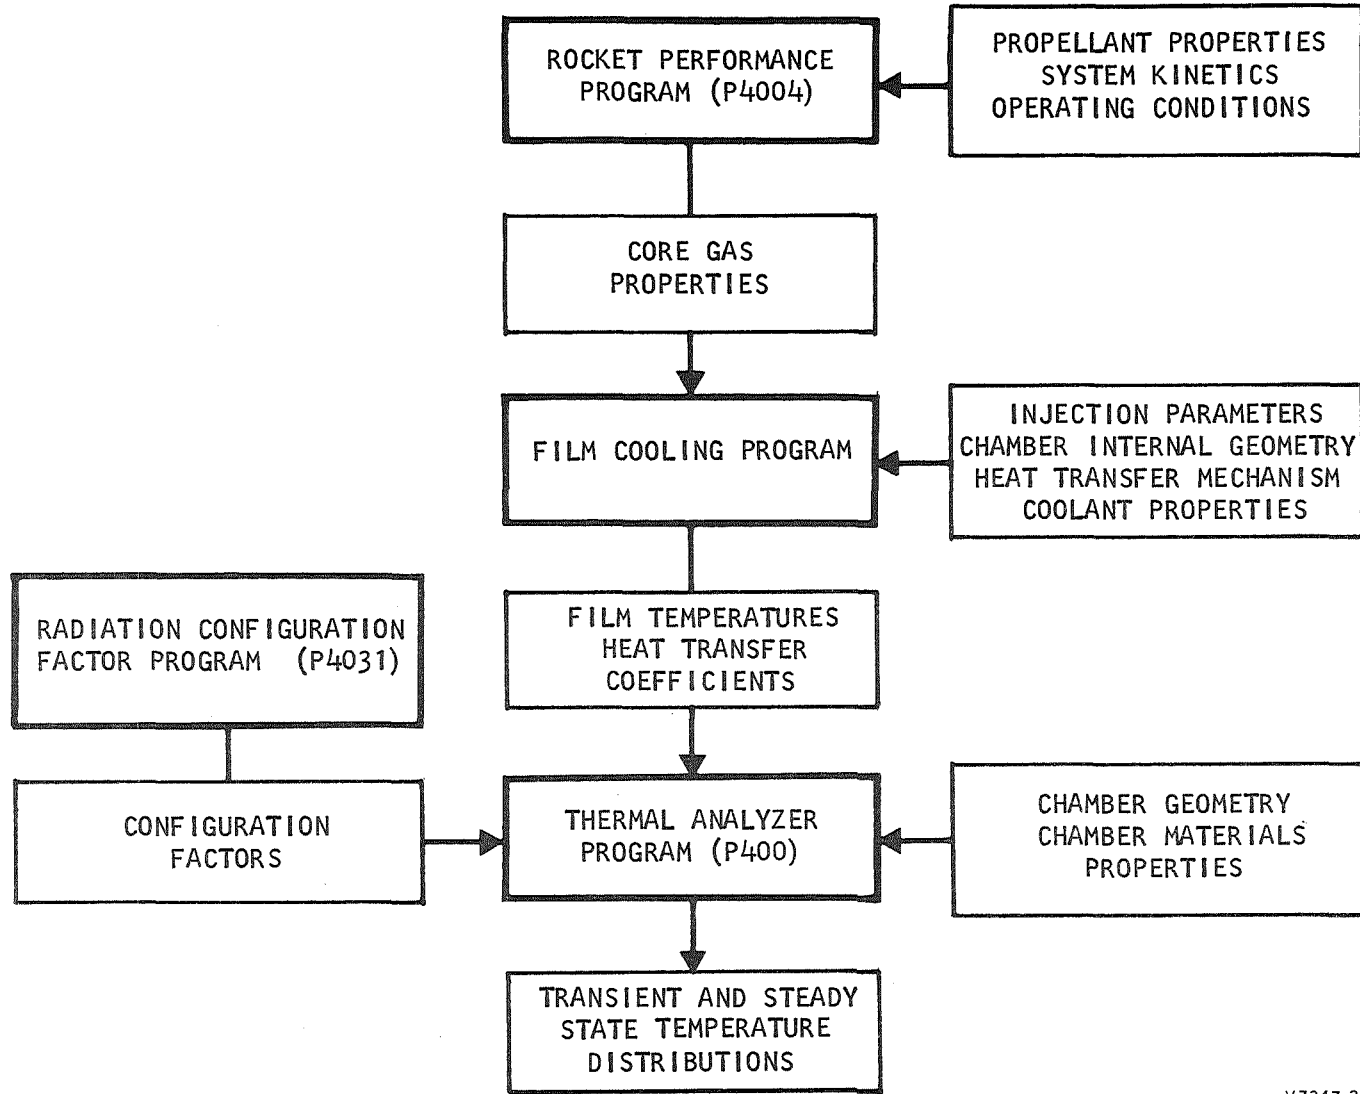 ROCKET PERFORMANCE
PROGRAM (P4004)
PROPELLANT PROPERTIES
SYSTEM KINETICS
OPERATING CONDITIONS
CORE GAS
PROPERTIES
FILM COOLING PROGRAM
INJECTION PARAMETERS
CHAMBER INTERNAL GEOMETRY
HEAT TRANSFER MECHANISM
COOLANT PROPERTIES
RADIATION CONFIGURATION
FACTOR PROGRAM (P4031)
FILM TEMPERATURES
HEAT TRANSFER
COEFFICIENTS
CONFIGURATION
FACTORS
THERMAL ANALYZER
PROGRAM (P400)
CHAMBER GEOMETRY
CHAMBER MATERIALS
PROPERTIES
TRANSIENT AND STEADY
STATE TEMPERATURE
DISTRIBUTIONS